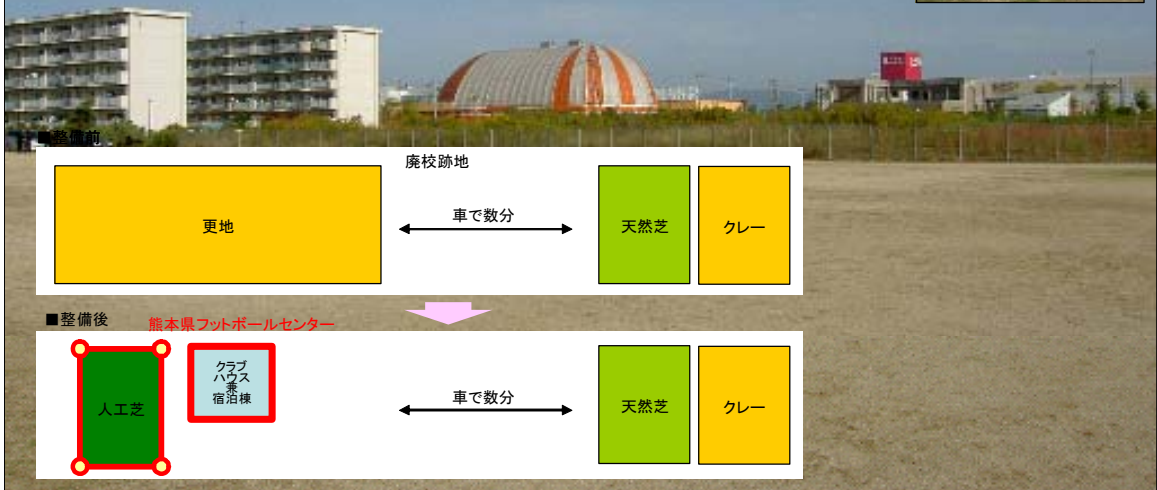 ■整備前
廃校跡地
更地
車で数分
天然芝
クレー
■整備後
熊本県フットボールセンター
人工芝
クラブ
ハウス
兼
宿泊棟
車で数分
天然芝
クレー